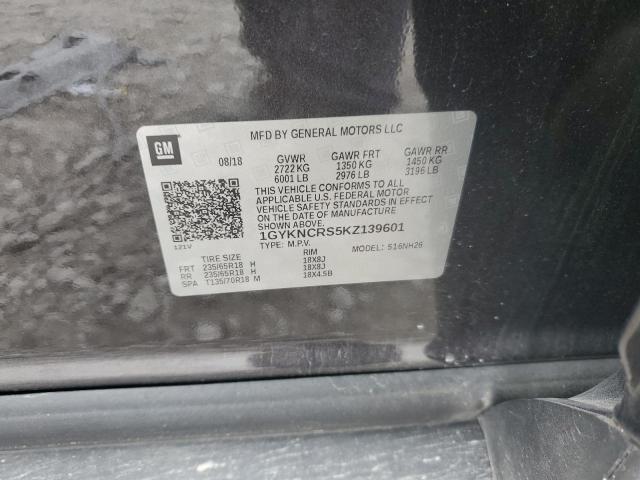 MFD BY GENERAL MOTORS LLC
GM
08/18 GVWR GAWR FRT GAWR RR
2722 KG 1350 KG 1450 KG
6001 LB 2976 LB 3196 LB
THIS VEHICLE CONFORMS TO ALL
APPLICABLE U.S. FEDERAL MOTOR
VEHICLE SAFETY STANDARDS IN EFFECT
ON THE DATE OF MANUFACTURE
SHOWN ABOVE.
1GYKNCRS5KZ139601
121V TYPE: M.P.V. MODEL: 516NH26
TIRE SIZE RIM
FRT 235/65R18 H 18X8J
RR 235/65R18 H 18X8J
SPA T135/70R18 M 18X4.5B